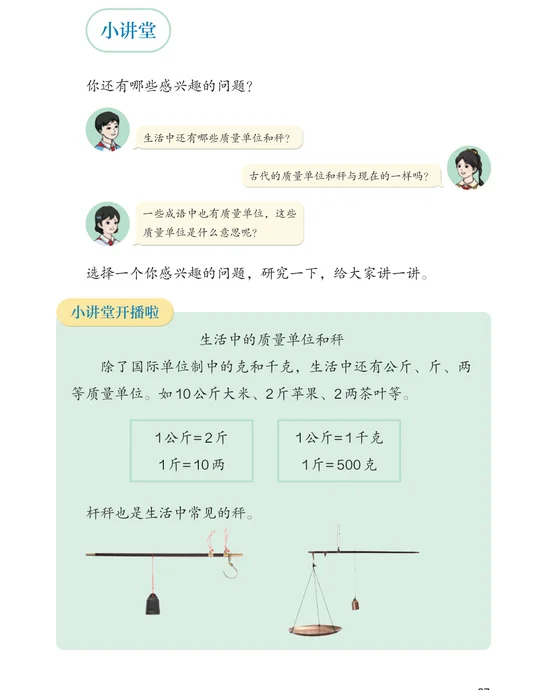 小讲堂
你还有哪些感兴趣的问题？
生活中还有哪些质量单位和秤？
古代的质量单位和秤与现在的一样吗？
一些成语中也有质量单位，这些
质量单位是什么意思呢？
选择一个你感兴趣的问题，研究一下，给大家讲一讲。
小讲堂开播啦
生活中的质量单位和秤
除了国际单位制中的克和千克，生活中还有公斤、斤、两
等质量单位。如10公斤大米、2斤苹果、2两茶叶等。
1公斤=2斤
1斤=10两
1公斤=1千克
1斤=500克
杆秤也是生活中常见的秤。